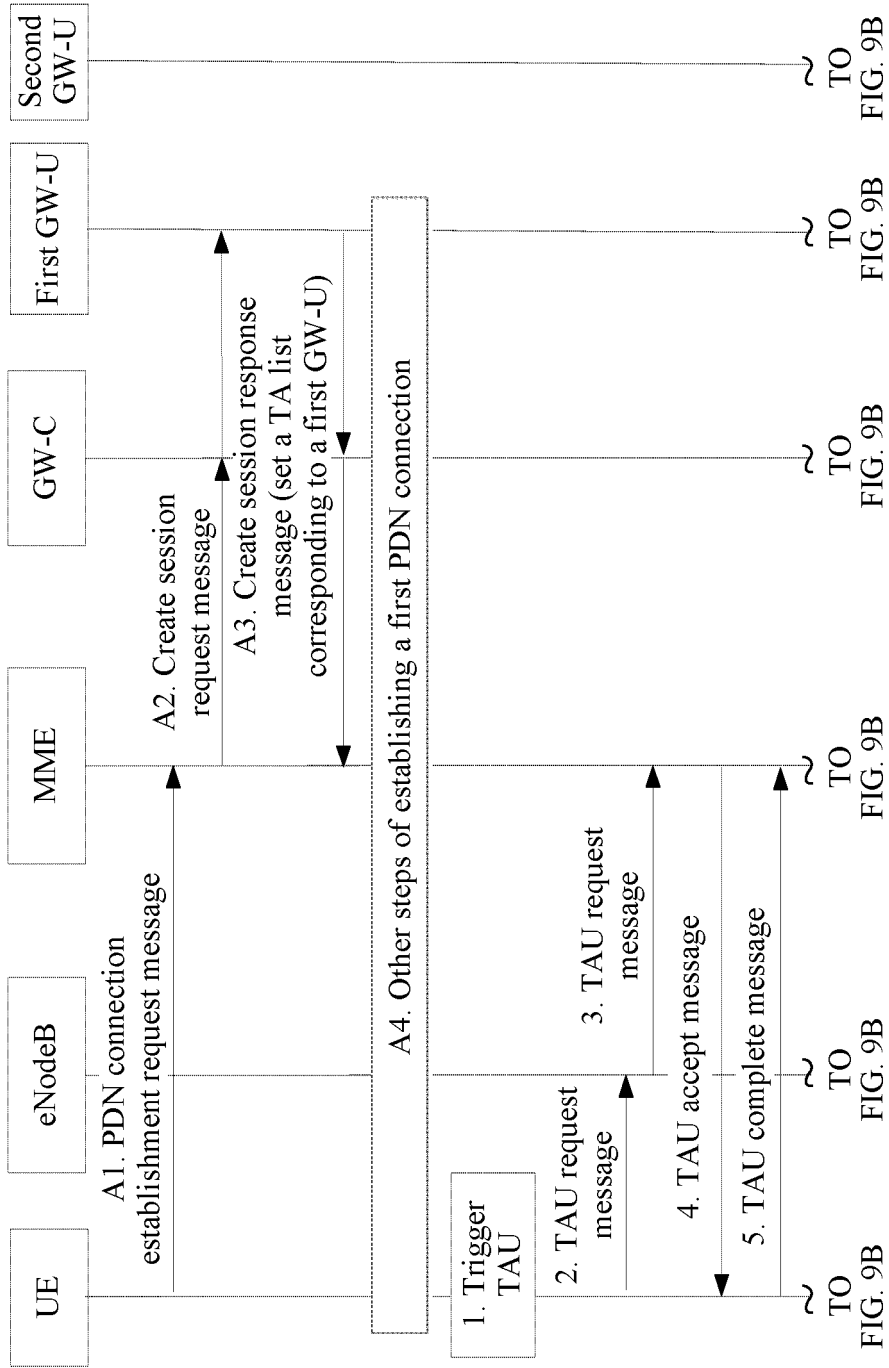 UE
eNodeB
MME
GW-C
First GW-U
Second
GW-U
A1. PDN connection
establishment request message
A2. Create session
request message
A3. Create session response
message (set a TA list
corresponding to a first GW-U)
A4. Other steps of establishing a first PDN connection
1. Trigger
TAU
2. TAU request
message
3. TAU request
message
4. TAU accept message
5. TAU complete message
TO
FIG. 9B
TO
FIG. 9B
TO
FIG. 9B
TO
FIG. 9B
TO
FIG. 9B
TO
FIG. 9B